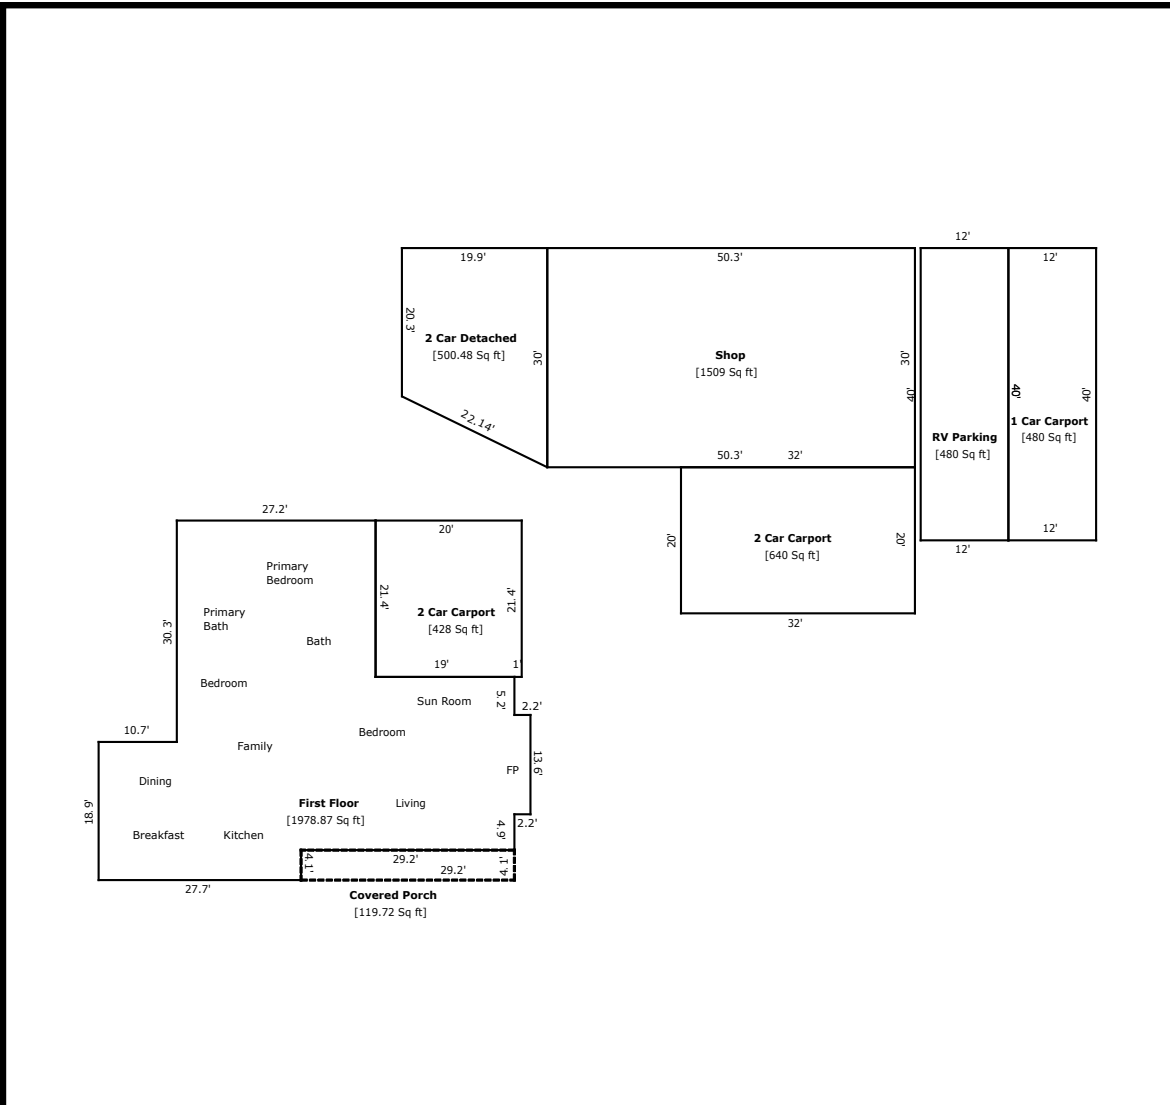 12'
19.9'
50.3'
12'
20.3'
2 Car Detached
[500.48 Sq ft]
30'
Shop
[1509 Sq ft]
30'
40'
40'
40'
1 Car Carport
[480 Sq ft]
RV Parking
[480 Sq ft]
22.14'
50.3'
32'
27.2'
20'
20'
2 Car Carport
[640 Sq ft]
20'
12'
12'
32'
Primary
Bedroom
21.4'
2 Car Carport
[428 Sq ft]
21.4'
Primary
Bath
30.3'
Bath
19'
1'
Bedroom
Sun Room
5.2'
2.2'
10.7'
Family
Bedroom
13.6'
FP
Dining
18.9'
First Floor
[1978.87 Sq ft]
Living
Breakfast
Kitchen
4.9'
2.2'
4.1'
29.2'
29.2'
4.1'
27.7'
Covered Porch
[119.72 Sq ft]